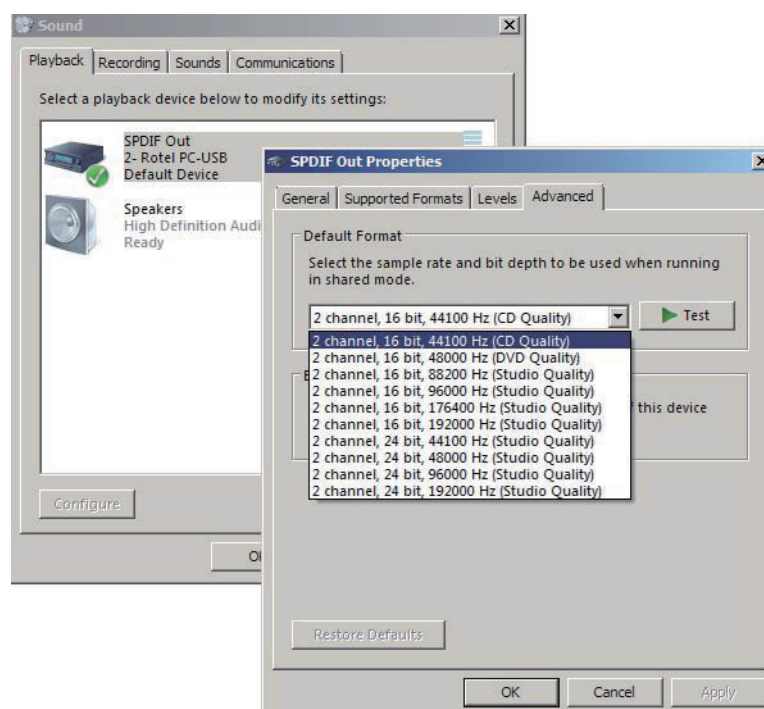 Sound
Playback Recording Sounds Communications
Select a playback device below to modify its settings:
SPDIF Out
2- Rotel PC-USB
Default Device
Speakers
High Definition Audi
Ready
Configure
SPDIF Out Properties
General Supported Formats Levels Advanced
Default Format
Select the sample rate and bit depth to be used when running
in shared mode.
2 channel, 16 bit, 44100 Hz (CD Quality) Test
2 channel, 16 bit, 44100 Hz (CD Quality)
2 channel, 16 bit, 48000 Hz (DVD Quality)
2 channel, 16 bit, 88200 Hz (Studio Quality)
2 channel, 16 bit, 96000 Hz (Studio Quality)
2 channel, 16 bit, 176400 Hz (Studio Quality) this device
2 channel, 16 bit, 192000 Hz (Studio Quality)
2 channel, 24 bit, 44100 Hz (Studio Quality)
2 channel, 24 bit, 48000 Hz (Studio Quality)
2 channel, 24 bit, 96000 Hz (Studio Quality)
2 channel, 24 bit, 192000 Hz (Studio Quality)
Restore Defaults
OK Cancel Apply